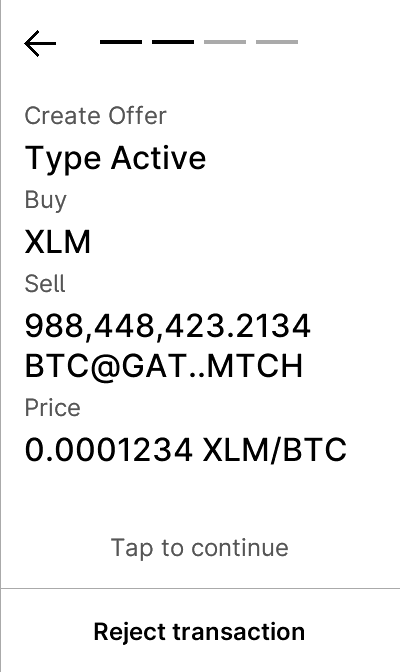 Create Offer
Type Active
Buy
XLM
Sell
988,448,423.2134
BTC@GAT..MTCH
Price
0.0001234 XLM/BTC
Tap to continue
Reject transaction